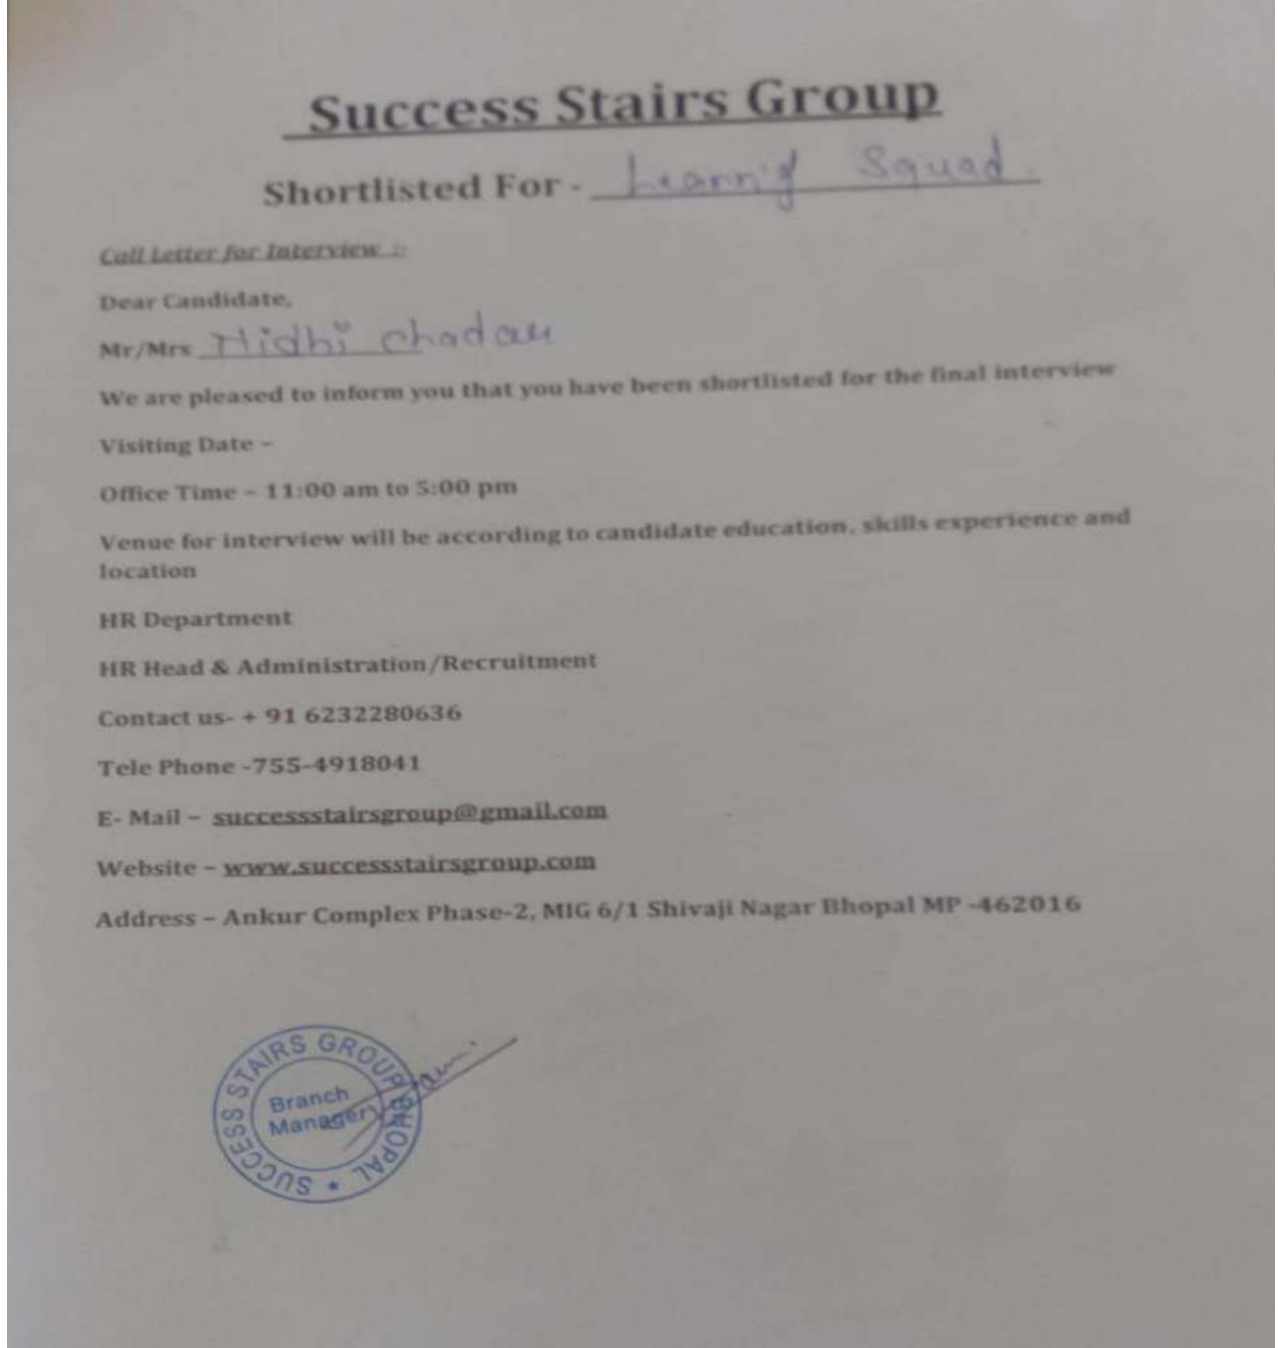 Success Stairs Group
Shortlisted For - Learnig Squad.
Call Letter for Interview :-
Dear Candidate,
Mr/Mrs Nidhi
We are pleased to inform you that you have been shortlisted for the final interview
Visiting Date –
Office Time – 11:00 am to 5:00 pm
Venue for interview will be according to candidate education, skills experience and
location
HR Department
HR Head & Administration/Recruitment
Contact us- + 91 6232280636
Tele Phone -755-4918041
E- Mail – successstairsgroup@gmail.com
Website – www.successstairsgroup.com
Address – Ankur Complex Phase-2, MIG 6/1 Shivaji Nagar Bhopal MP -462016
SUCCESS STAIRS GROUP BHOPAL ★
Branch
Manager